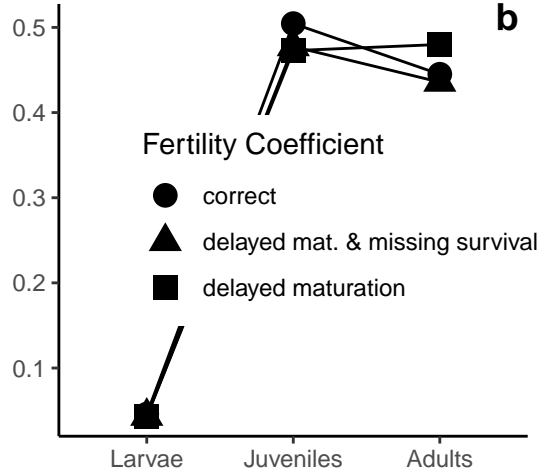 b
0.5
0.4
0.3
0.2
0.1
Fertility Coefficient
correct
delayed mat. & missing survival
delayed maturation
Larvae Juveniles Adults